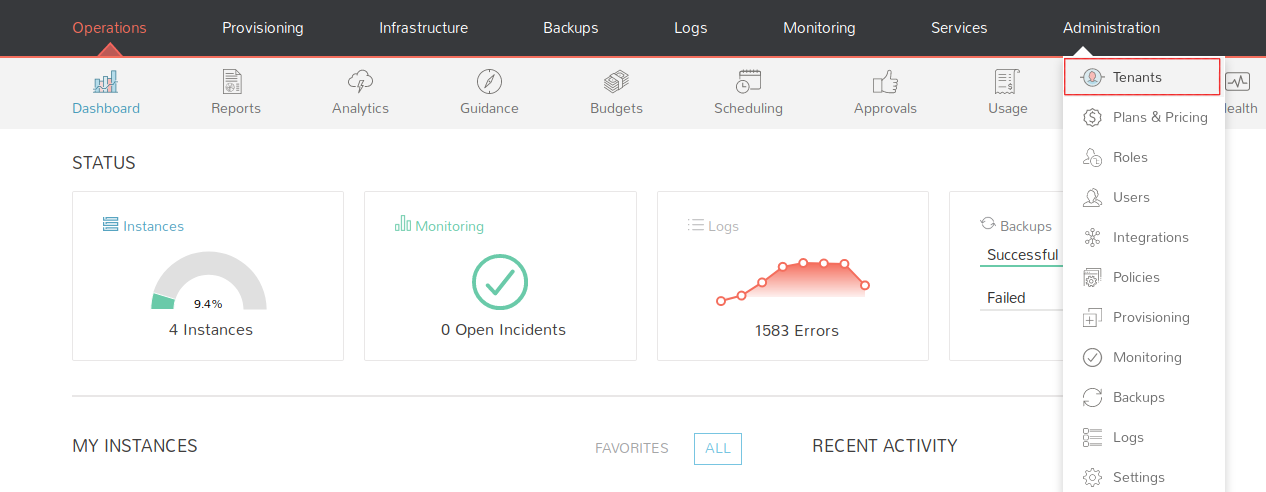 Operations Provisioning Infrastructure Backups Logs Monitoring Services Administration
Dashboard Reports Analytics Guidance Budgets Scheduling Approvals Usage
Tenants
Plans & Pricing
Roles
Users
Integrations
Policies
Provisioning
Monitoring
Backups
Logs
Settings
STATUS
Instances
9.4%
4 Instances
Monitoring
0 Open Incidents
Logs
1583 Errors
Backups
Successful
Failed
MY INSTANCES
FAVORITES ALL
RECENT ACTIVITY